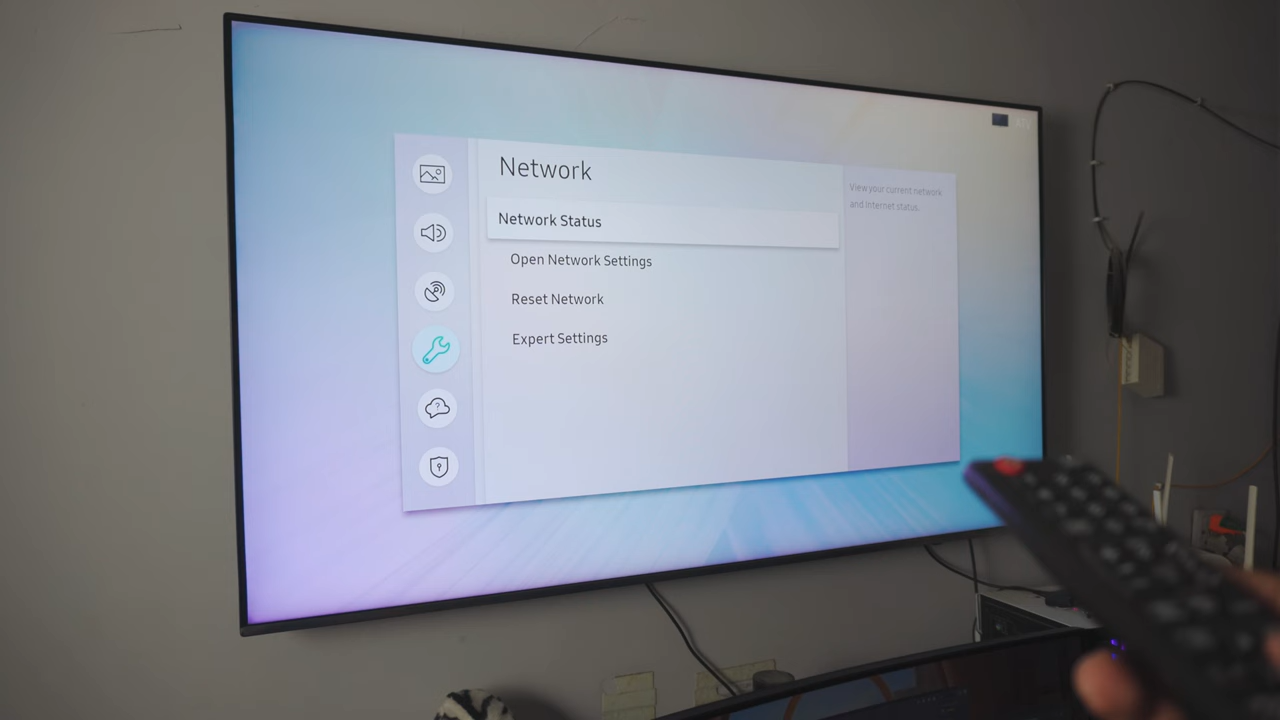 Network
Network Status
Open Network Settings
Reset Network
Expert Settings
View your current network
and internet status.